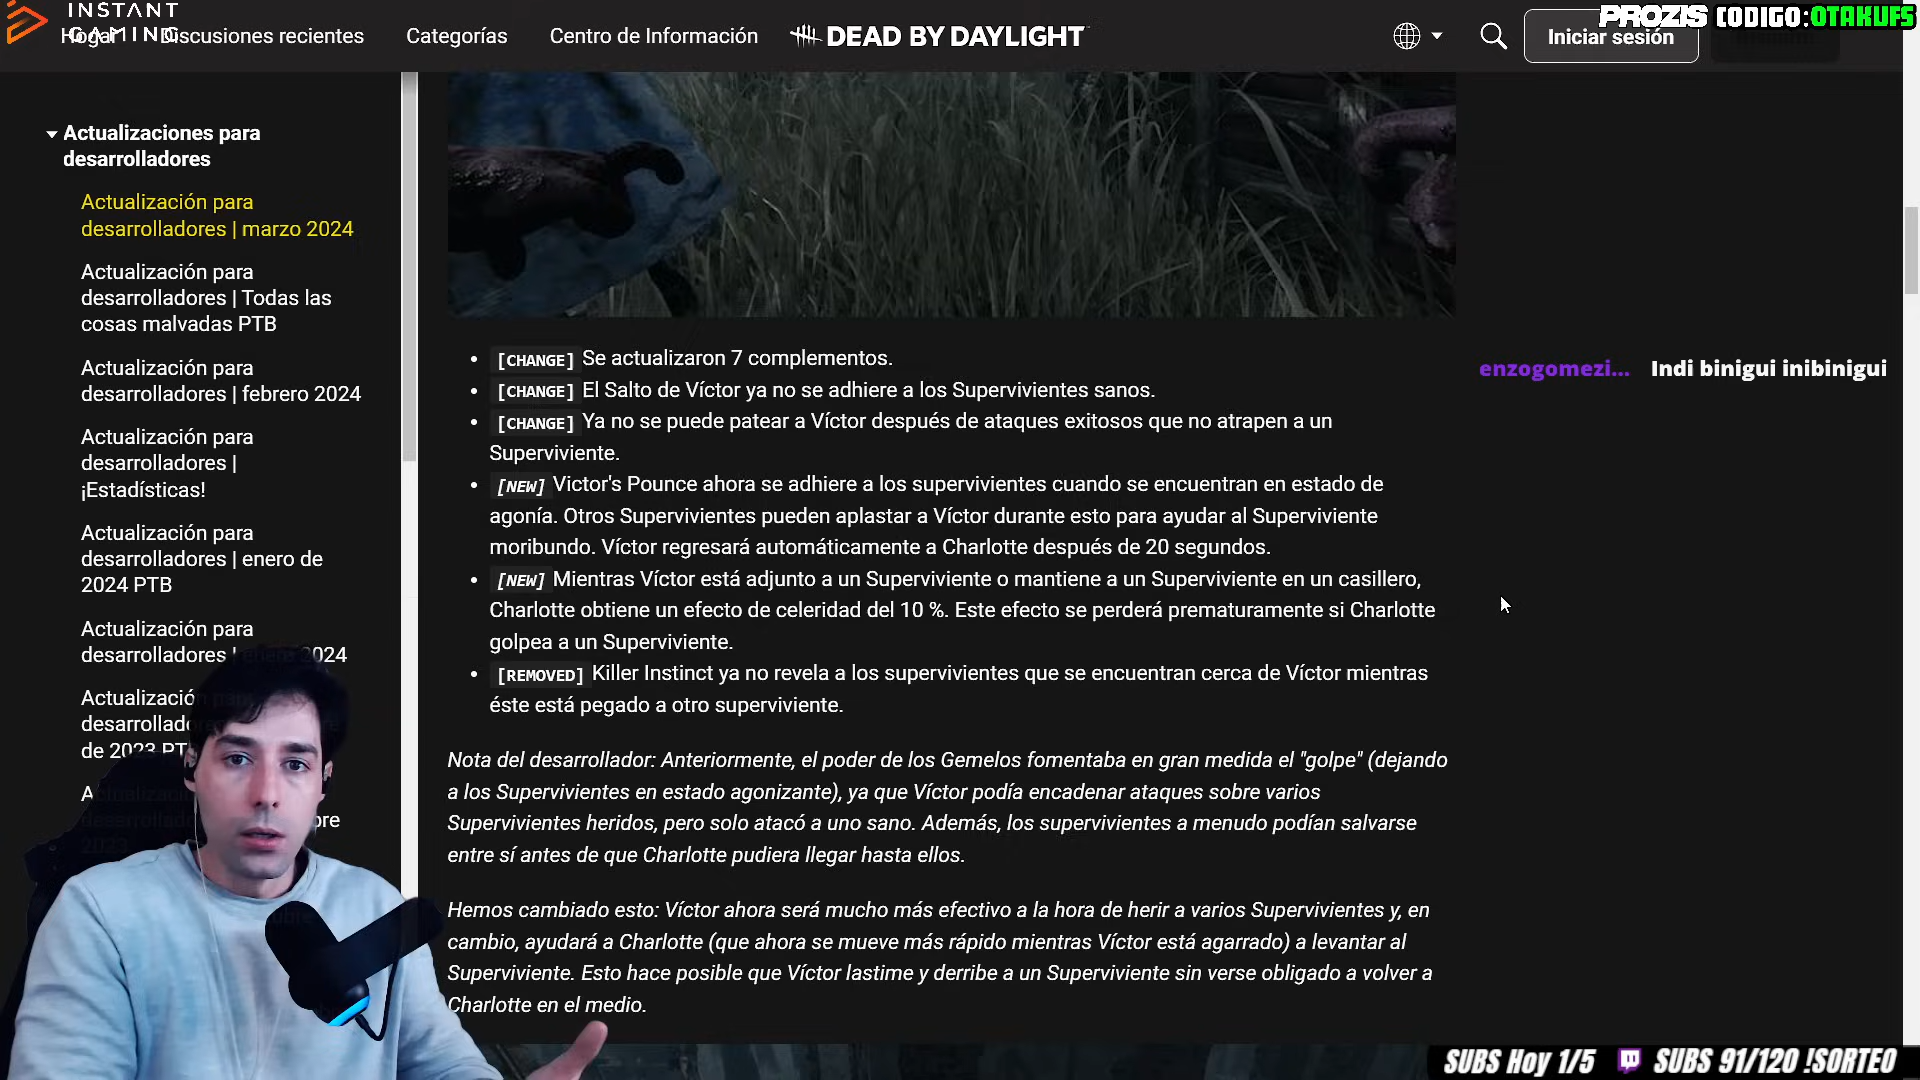 INSTANT
GAMING
Hogar
Discusiones recientes
Categorías
Centro de Información
DEAD BY DAYLIGHT
Iniciar sesión
PROZIS CODIGO:OTAKUFS
Actualizaciones para
desarrolladores
Actualización para
desarrolladores | marzo 2024
Actualización para
desarrolladores | Todas las
cosas malvadas PTB
Actualización para
desarrolladores | febrero 2024
Actualización para
desarrolladores |
¡Estadísticas!
Actualización para
desarrolladores | enero de
2024 PTB
Actualización para
desarrolladores | enero 2024
Actualización
de 2023
[CHANGE] Se actualizaron 7 complementos.
[CHANGE] El Salto de Víctor ya no se adhiere a los Supervivientes sanos.
[CHANGE] Ya no se puede patear a Víctor después de ataques exitosos que no atrapen a un
Superviviente.
[NEW] Victor's Pounce ahora se adhiere a los supervivientes cuando se encuentran en estado de
agonía. Otros Supervivientes pueden aplastar a Víctor durante esto para ayudar al Superviviente
moribundo. Víctor regresará automáticamente a Charlotte después de 20 segundos.
[NEW] Mientras Víctor está adjunto a un Superviviente o mantiene a un Superviviente en un casillero,
Charlotte obtiene un efecto de celeridad del 10 %. Este efecto se perderá prematuramente si Charlotte
golpea a un Superviviente.
[REMOVED] Killer Instinct ya no revela a los supervivientes que se encuentran cerca de Víctor mientras
éste está pegado a otro superviviente.
Nota del desarrollador: Anteriormente, el poder de los Gemelos fomentaba en gran medida el "golpe" (dejando
a los Supervivientes en estado agonizante), ya que Víctor podía encadenar ataques sobre varios
Supervivientes heridos, pero solo atacó a uno sano. Además, los supervivientes a menudo podían salvarse
entre sí antes de que Charlotte pudiera llegar hasta ellos.
Hemos cambiado esto: Víctor ahora será mucho más efectivo a la hora de herir a varios Supervivientes y, en
cambio, ayudará a Charlotte (que ahora se mueve más rápido mientras Víctor está agarrado) a levantar al
Superviviente. Esto hace posible que Víctor lastime y derribe a un Superviviente sin verse obligado a volver a
Charlotte en el medio.
enzogomezi... Indi binigui inibinigui
SUBS Hoy 1/5 SUBS 91/120 !SORTEO